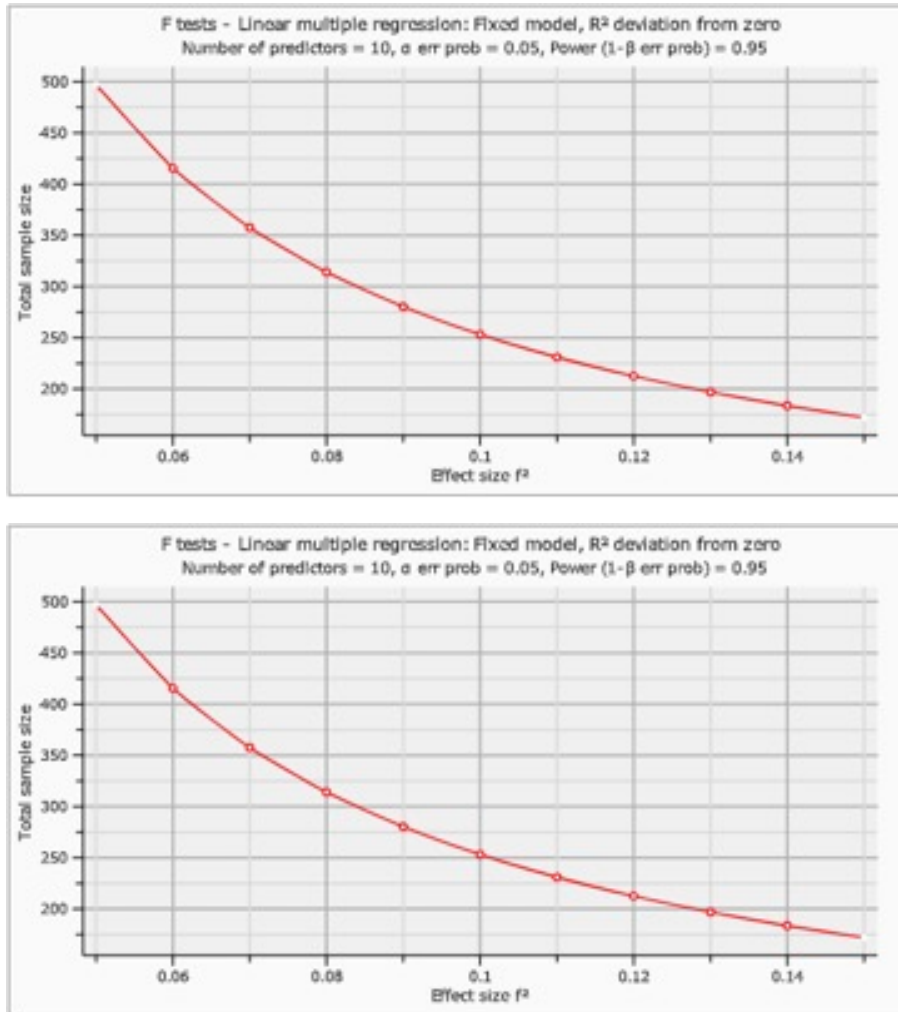 F tests - Linear multiple regression: Fixed model, R² deviation from zero
Number of predictors = 10, α err prob = 0.05, Power (1-β err prob) = 0.95
500
450
400
350
300
250
200
Total sample size
0.06 0.08 0.1 0.12 0.14
Effect size f²
F tests - Linear multiple regression: Fixed model, R² deviation from zero
Number of predictors = 10, α err prob = 0.05, Power (1-β err prob) = 0.95
500
450
400
350
300
250
200
Total sample size
0.06 0.08 0.1 0.12 0.14
Effect size f²